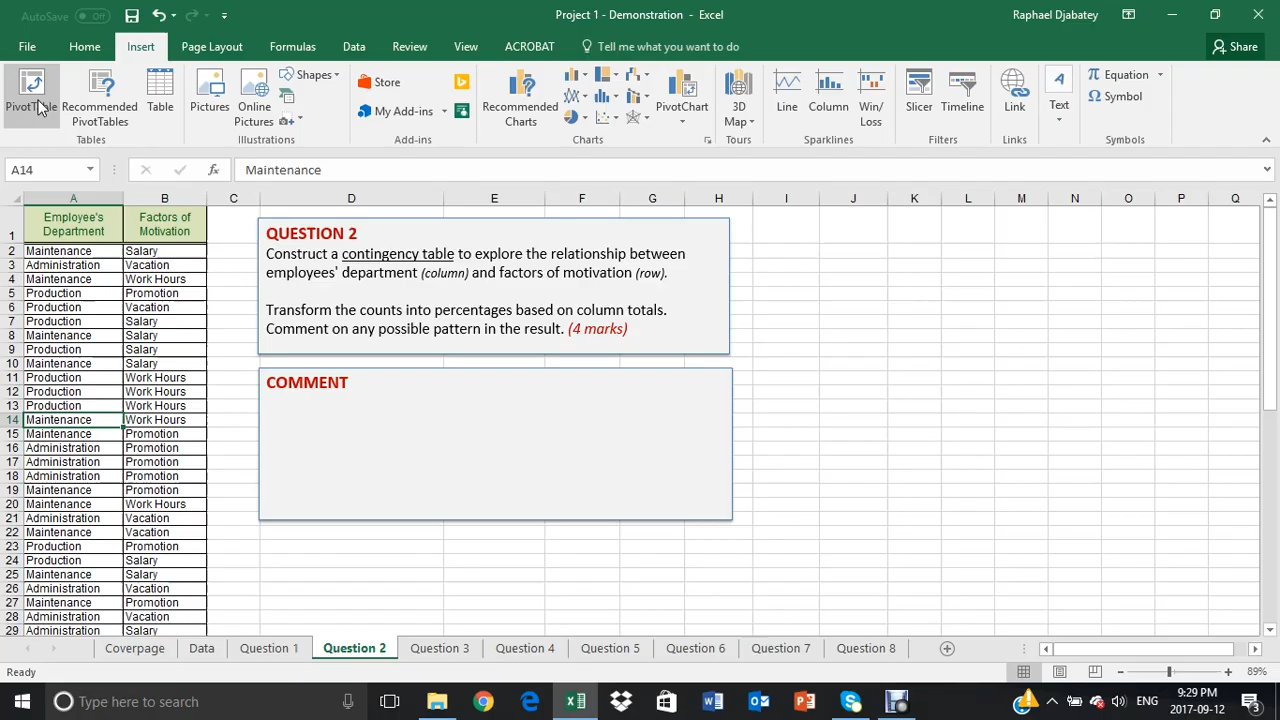 AutoSave Off
Project 1 - Demonstration - Excel
Raphael Djabatey
File Home Insert Page Layout Formulas Data Review View ACROBAT Tell me what you want to do Share
PivotTable
Recommended PivotTables
Table
Tables
Pictures
Online Pictures
Shapes
Illustrations
Store
My Add-ins
Add-ins
Recommended Charts
PivotChart
Charts
3D Map
Tours
Line
Column
Win/ Loss
Sparklines
Slicer
Timeline
Filters
Link
Links
Text
Equation
Symbol
Symbols
A14 fx Maintenance
A B C D E F G H I J K L M N O P Q
1 Employee's Department Factors of Motivation
2 Maintenance Salary
3 Administration Vacation
4 Maintenance Work Hours
5 Production Promotion
6 Production Vacation
7 Production Salary
8 Maintenance Salary
9 Production Salary
10 Maintenance Salary
11 Production Work Hours
12 Production Work Hours
13 Production Work Hours
14 Maintenance Work Hours
15 Maintenance Promotion
16 Administration Promotion
17 Administration Promotion
18 Administration Promotion
19 Maintenance Promotion
20 Maintenance Work Hours
21 Administration Vacation
22 Maintenance Vacation
23 Production Promotion
24 Production Salary
25 Maintenance Salary
26 Administration Vacation
27 Maintenance Promotion
28 Administration Vacation
29 Administration Salary
QUESTION 2
Construct a contingency table to explore the relationship between
employees' department (column) and factors of motivation (row).
Transform the counts into percentages based on column totals.
Comment on any possible pattern in the result. (4 marks)
COMMENT
Coverpage Data Question 1 Question 2 Question 3 Question 4 Question 5 Question 6 Question 7 Question 8
Ready
89%
Type here to search
ENG
9:29 PM
2017-09-12
3